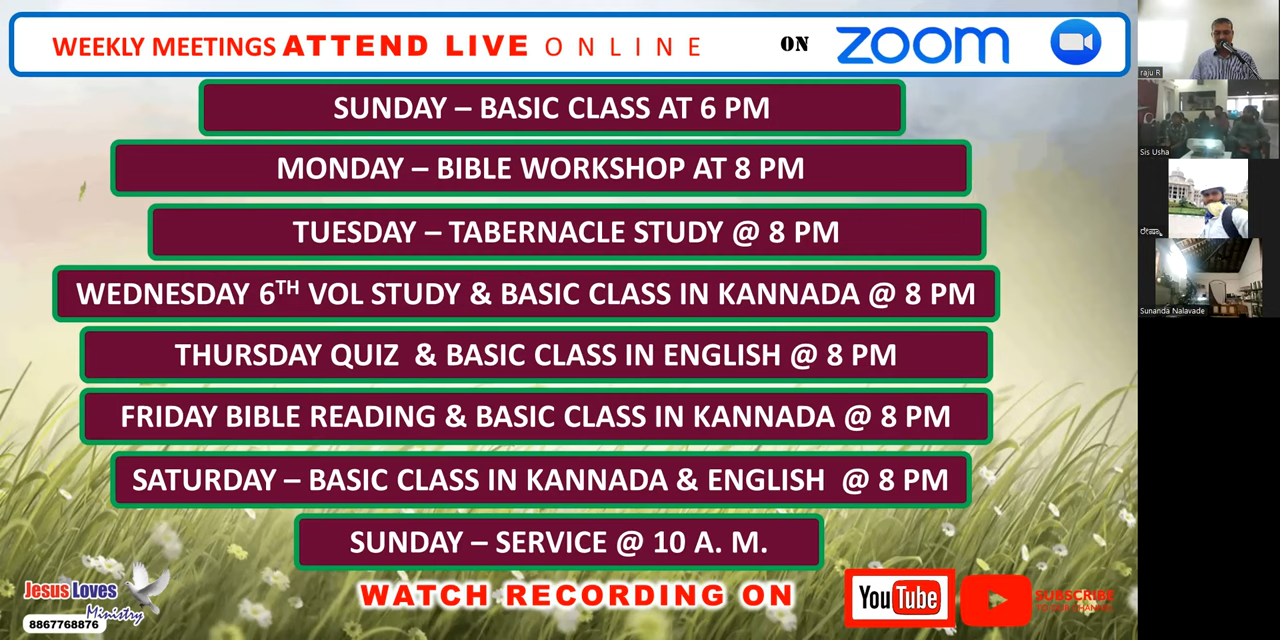 WEEKLY MEETINGS ATTEND LIVE ONLINE ON zoom
SUNDAY – BASIC CLASS AT 6 PM
MONDAY – BIBLE WORKSHOP AT 8 PM
TUESDAY – TABERNACLE STUDY @ 8 PM
WEDNESDAY 6TH VOL STUDY & BASIC CLASS IN KANNADA @ 8 PM
THURSDAY QUIZ & BASIC CLASS IN ENGLISH @ 8 PM
FRIDAY BIBLE READING & BASIC CLASS IN KANNADA @ 8 PM
SATURDAY – BASIC CLASS IN KANNADA & ENGLISH @ 8 PM
SUNDAY – SERVICE @ 10 A. M.
WATCH RECORDING ON
YouTube
SUBSCRIBE
TO OUR CHANNEL
Jesus Loves
Ministry
8867768876
raju R
Sis Usha
Sunanda Nalavade